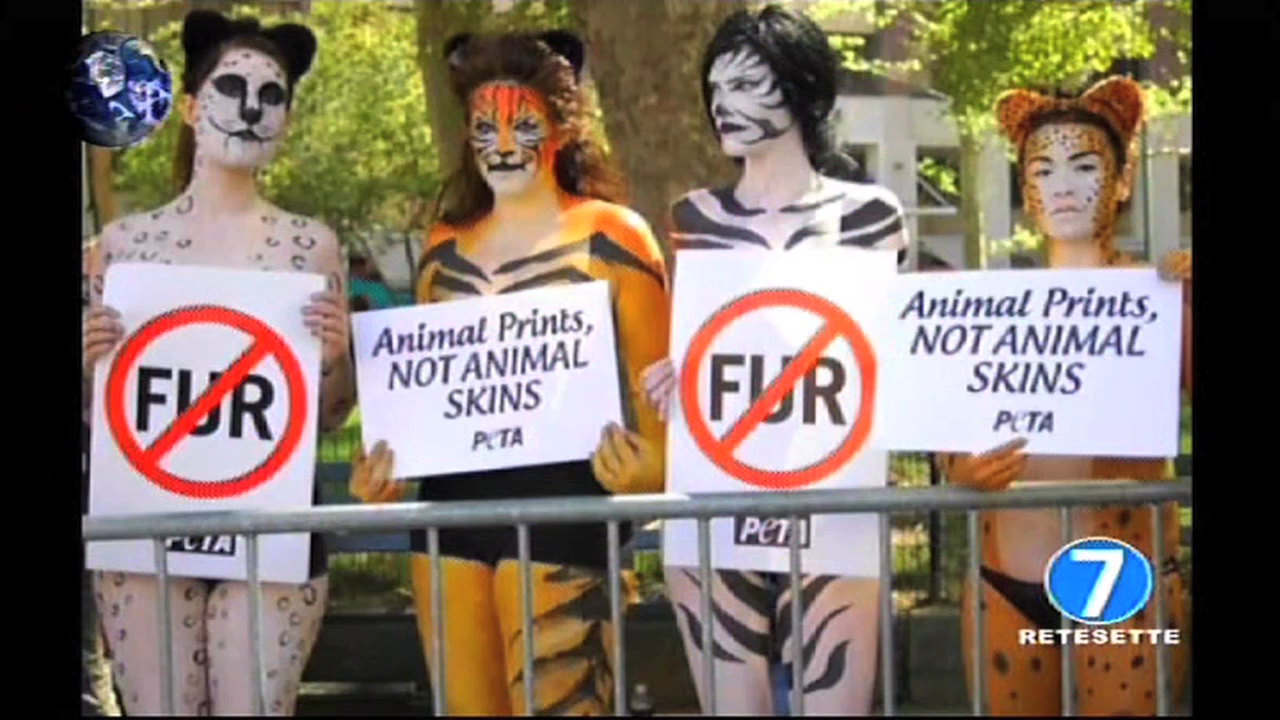 FUR
PETA
Animal Prints,
NOT ANIMAL
SKINS
PETA
FUR
PETA
Animal Prints,
NOT ANIMAL
SKINS
PETA
7
RETESETTE